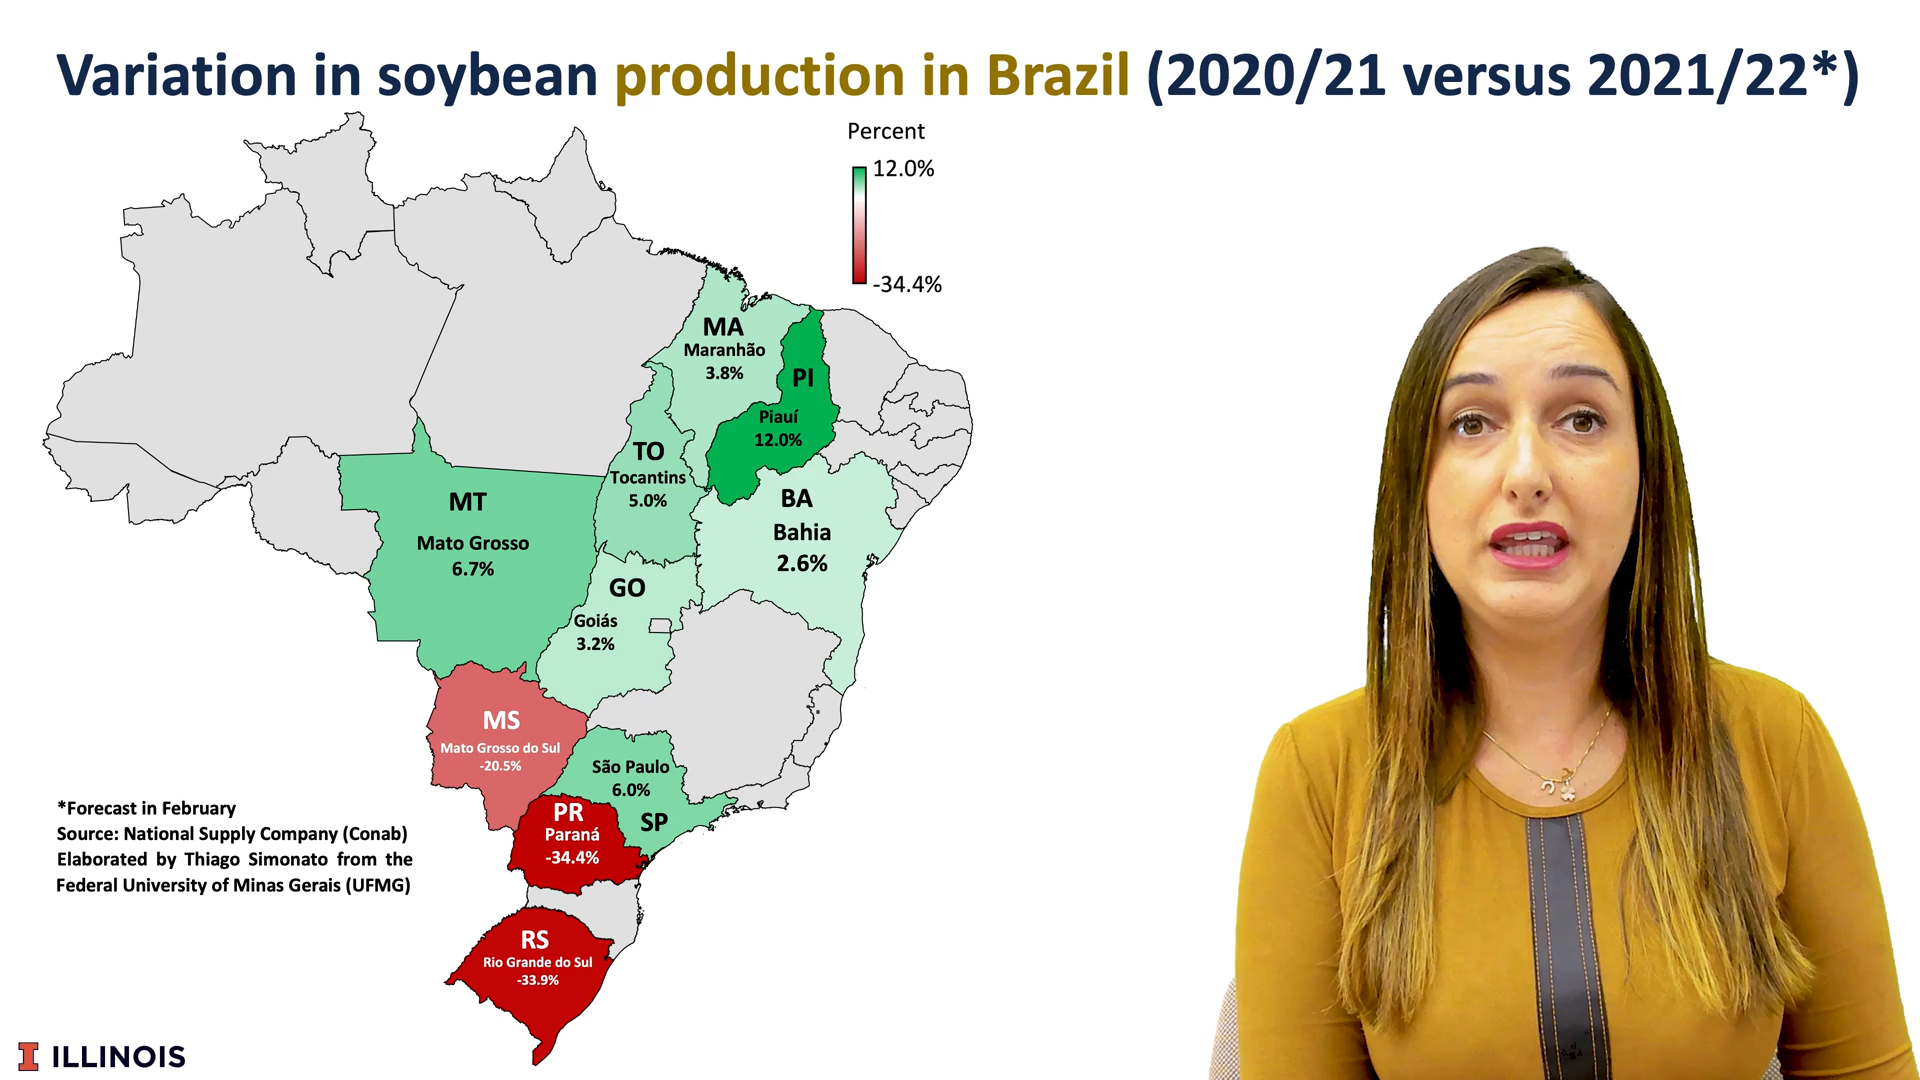 Variation in soybean production in Brazil (2020/21 versus 2021/22*)
Percent
12.0%
-34.4%
MA
Maranhão
3.8%
PI
Piauí
12.0%
TO
Tocantins
5.0%
BA
Bahia
2.6%
MT
Mato Grosso
6.7%
GO
Goiás
3.2%
MS
Mato Grosso do Sul
-20.5%
São Paulo
6.0%
SP
PR
Paraná
-34.4%
RS
Rio Grande do Sul
-33.9%
*Forecast in February
Source: National Supply Company (Conab)
Elaborated by Thiago Simonato from the
Federal University of Minas Gerais (UFMG)
I ILLINOIS